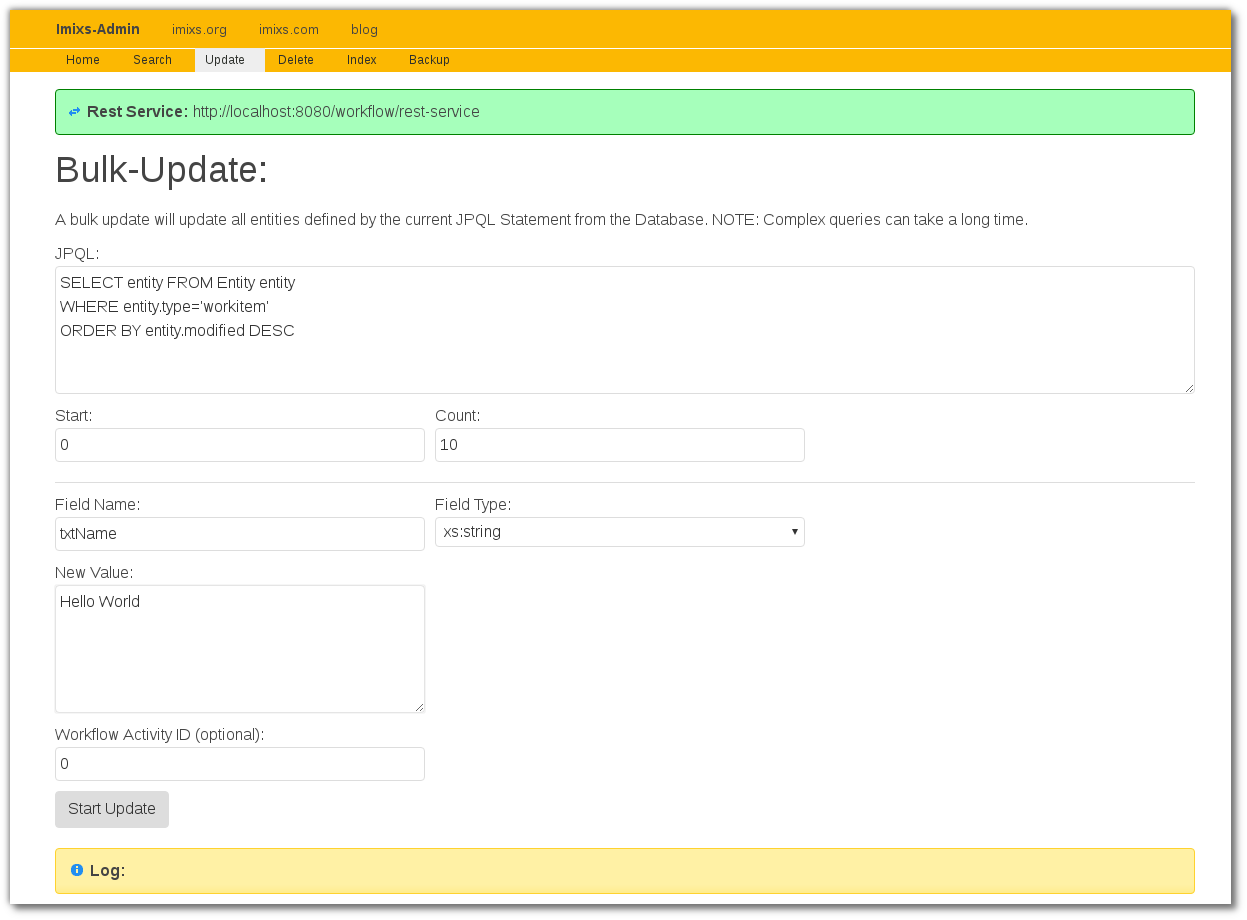 Imixs-Admin imixs.org imixs.com blog
Home Search Update Delete Index Backup
Rest Service: http://localhost:8080/workflow/rest-service
Bulk-Update:
A bulk update will update all entities defined by the current JPQL Statement from the Database. NOTE: Complex queries can take a long time.
JPQL:
SELECT entity FROM Entity entity
WHERE entity.type='workitem'
ORDER BY entity.modified DESC
Start: Count:
0 10
Field Name: Field Type:
txtName xs:string
New Value:
Hello World
Workflow Activity ID (optional):
0
Start Update
Log: